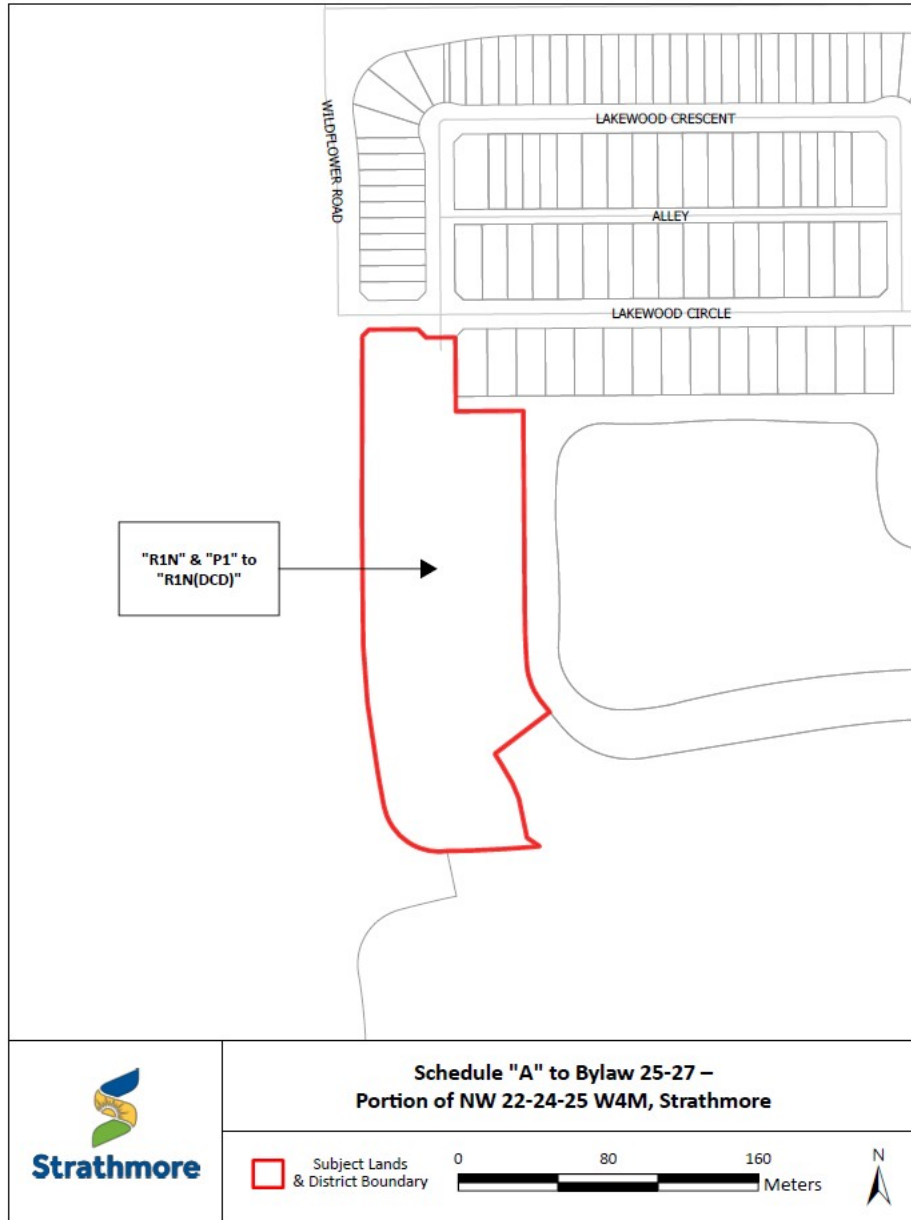 LAKEWOOD CRESCENT
WILDFLOWER ROAD
ALLEY
LAKEWOOD CIRCLE
"R1N" & "P1" to
"R1N(DCD)"
Strathmore
Schedule "A" to Bylaw 25-27 –
Portion of NW 22-24-25 W4M, Strathmore
Subject Lands
& District Boundary
0 80 160
Meters
N